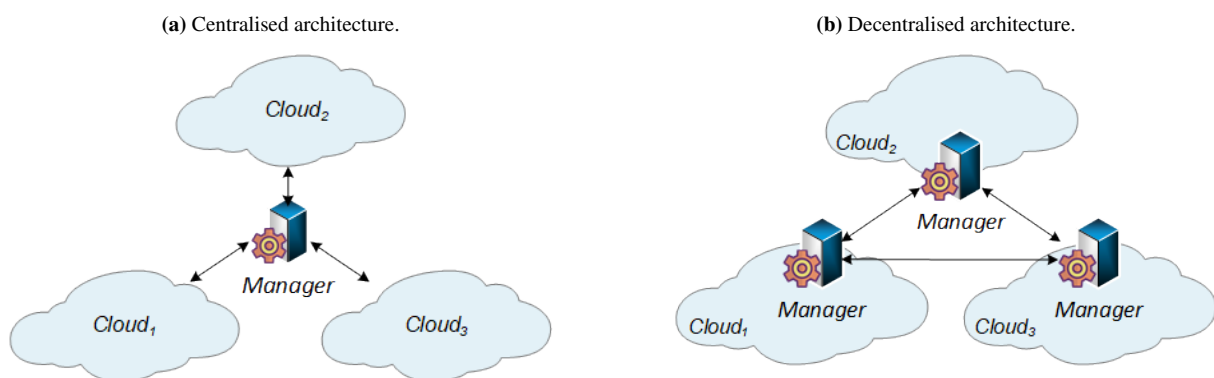 (a) Centralised architecture.
Cloud₂
Manager
Cloud₁
Cloud₃
(b) Decentralised architecture.
Cloud₂
Manager
Manager
Manager
Cloud₁
Cloud₃